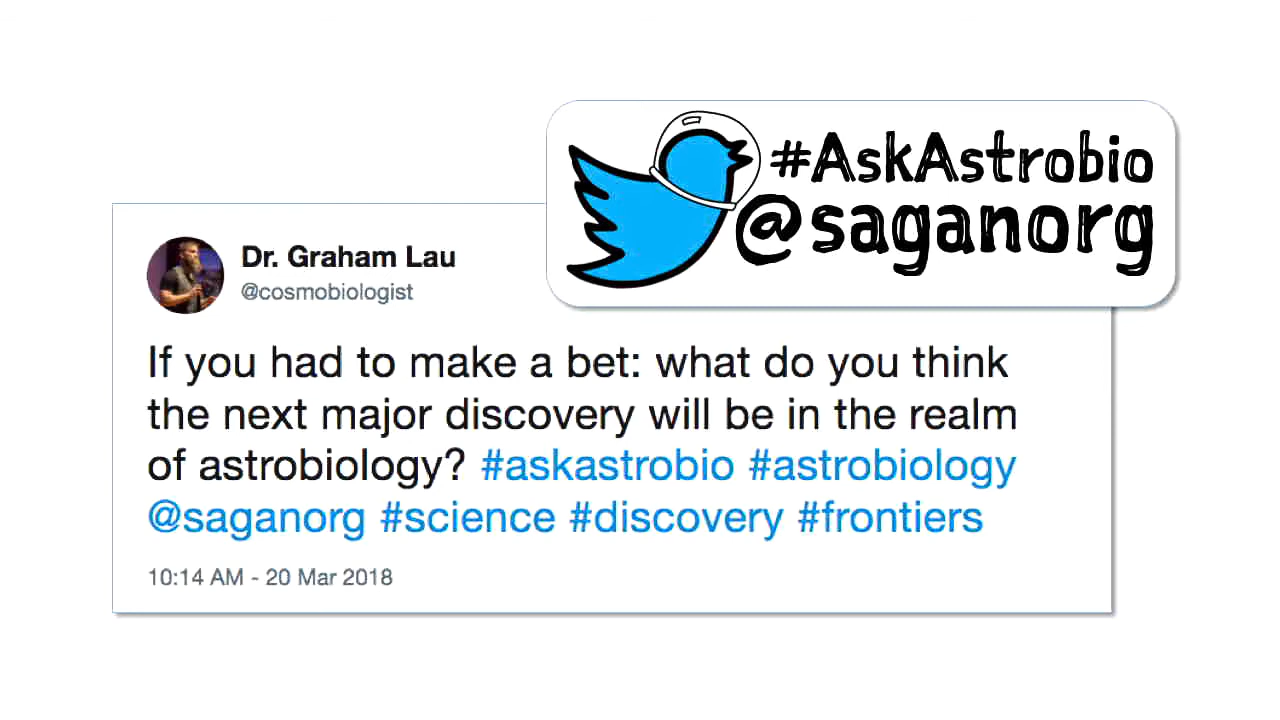 #AskAstrobio
@saganorg
Dr. Graham Lau
@cosmobiologist
If you had to make a bet: what do you think
the next major discovery will be in the realm
of astrobiology? #askastrobio #astrobiology
@saganorg #science #discovery #frontiers
10:14 AM - 20 Mar 2018